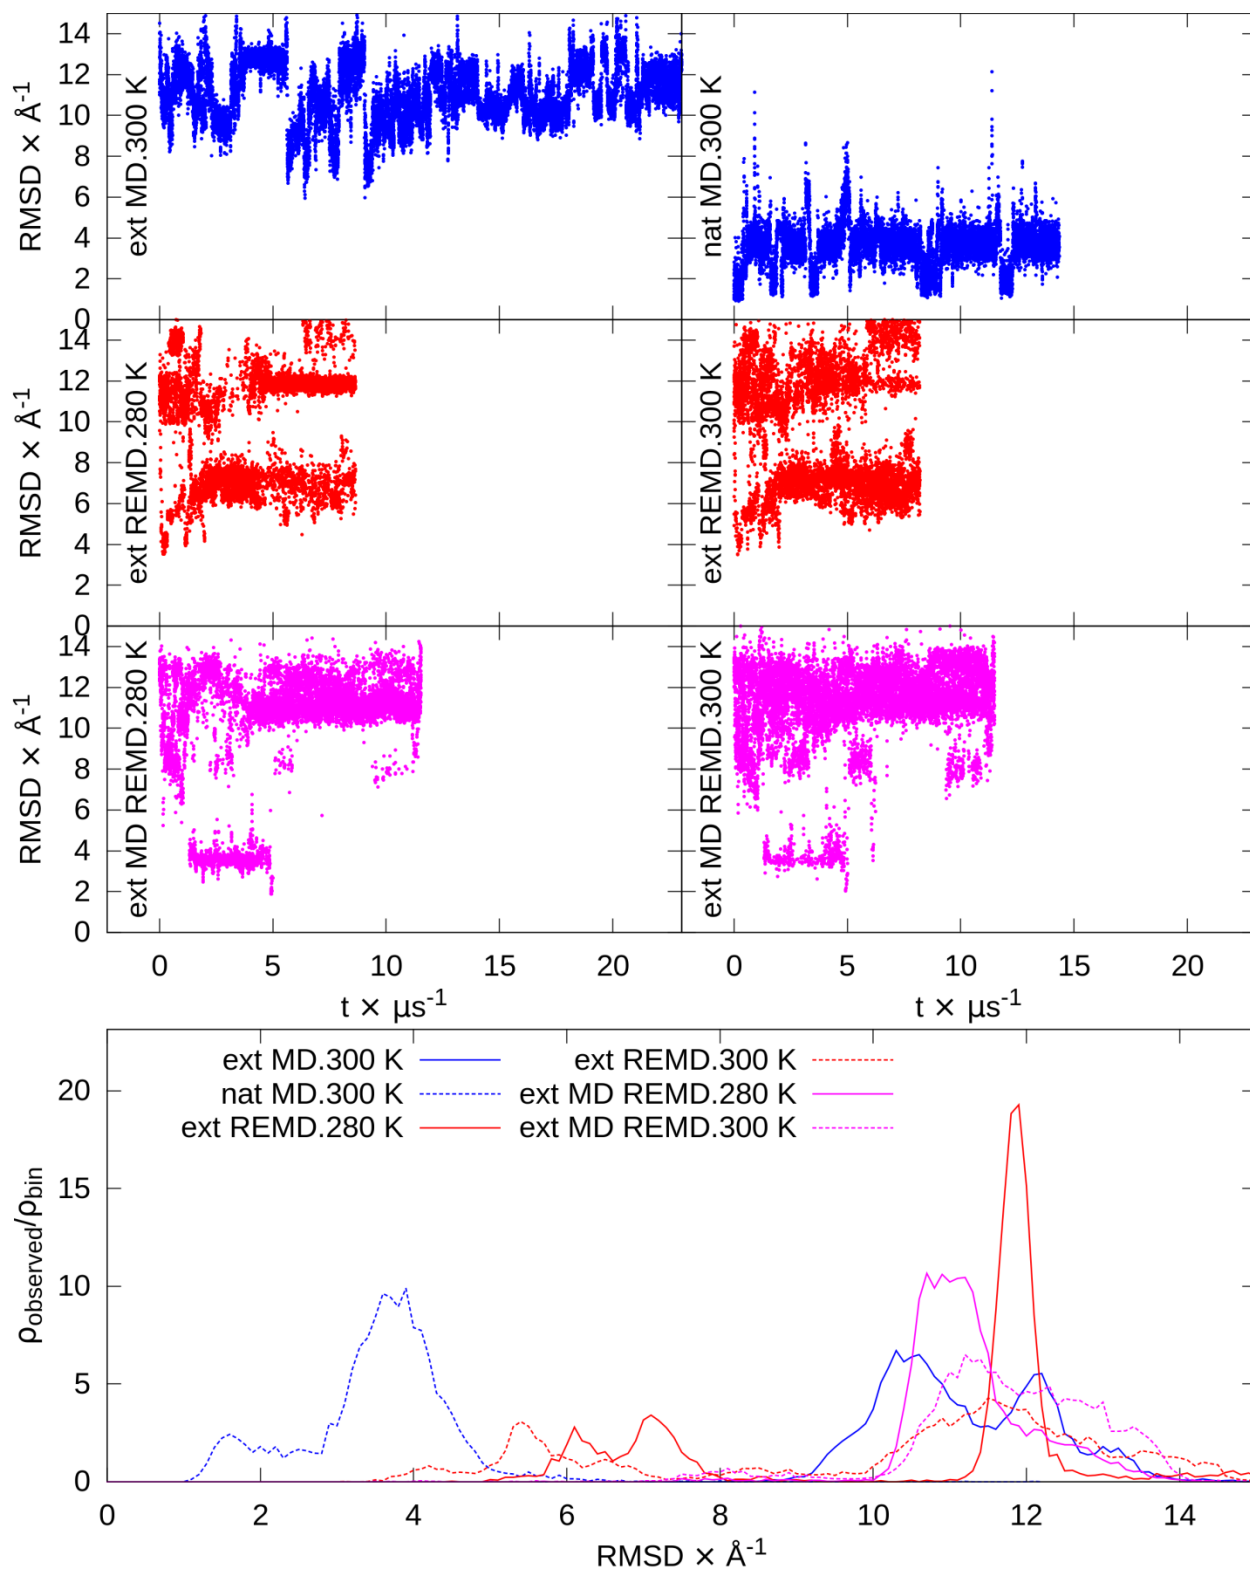 14
12
10
8
6
4
2
0
RMSD × Å⁻¹
ext MD.300 K
nat MD.300 K
14
12
10
8
6
4
2
0
RMSD × Å⁻¹
ext REMD.280 K
ext REMD.300 K
14
12
10
8
6
4
2
0
RMSD × Å⁻¹
ext MD REMD.280 K
ext MD REMD.300 K
0 5 10 15 20 0 5 10 15 20
t × μs⁻¹ t × μs⁻¹
ext MD.300 K ext REMD.300 K
nat MD.300 K ext MD REMD.280 K
ext REMD.280 K ext MD REMD.300 K
20
15
10
5
0
ρobserved/ρbin
0 2 4 6 8 10 12 14
RMSD × Å⁻¹